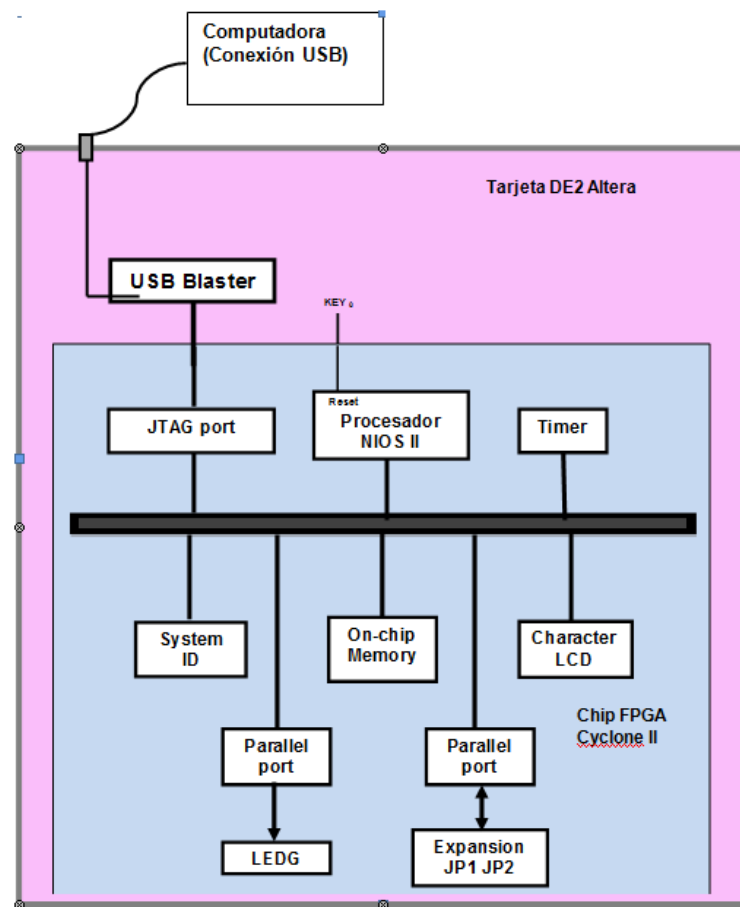 Computadora
(Conexión USB)
Tarjeta DE2 Altera
USB Blaster
KEY 0
JTAG port
Reset
Procesador
NIOS II
Timer
System
ID
On-chip
Memory
Character
LCD
Chip FPGA
Cyclone II
Parallel
port
Parallel
port
LEDG
Expansion
JP1 JP2